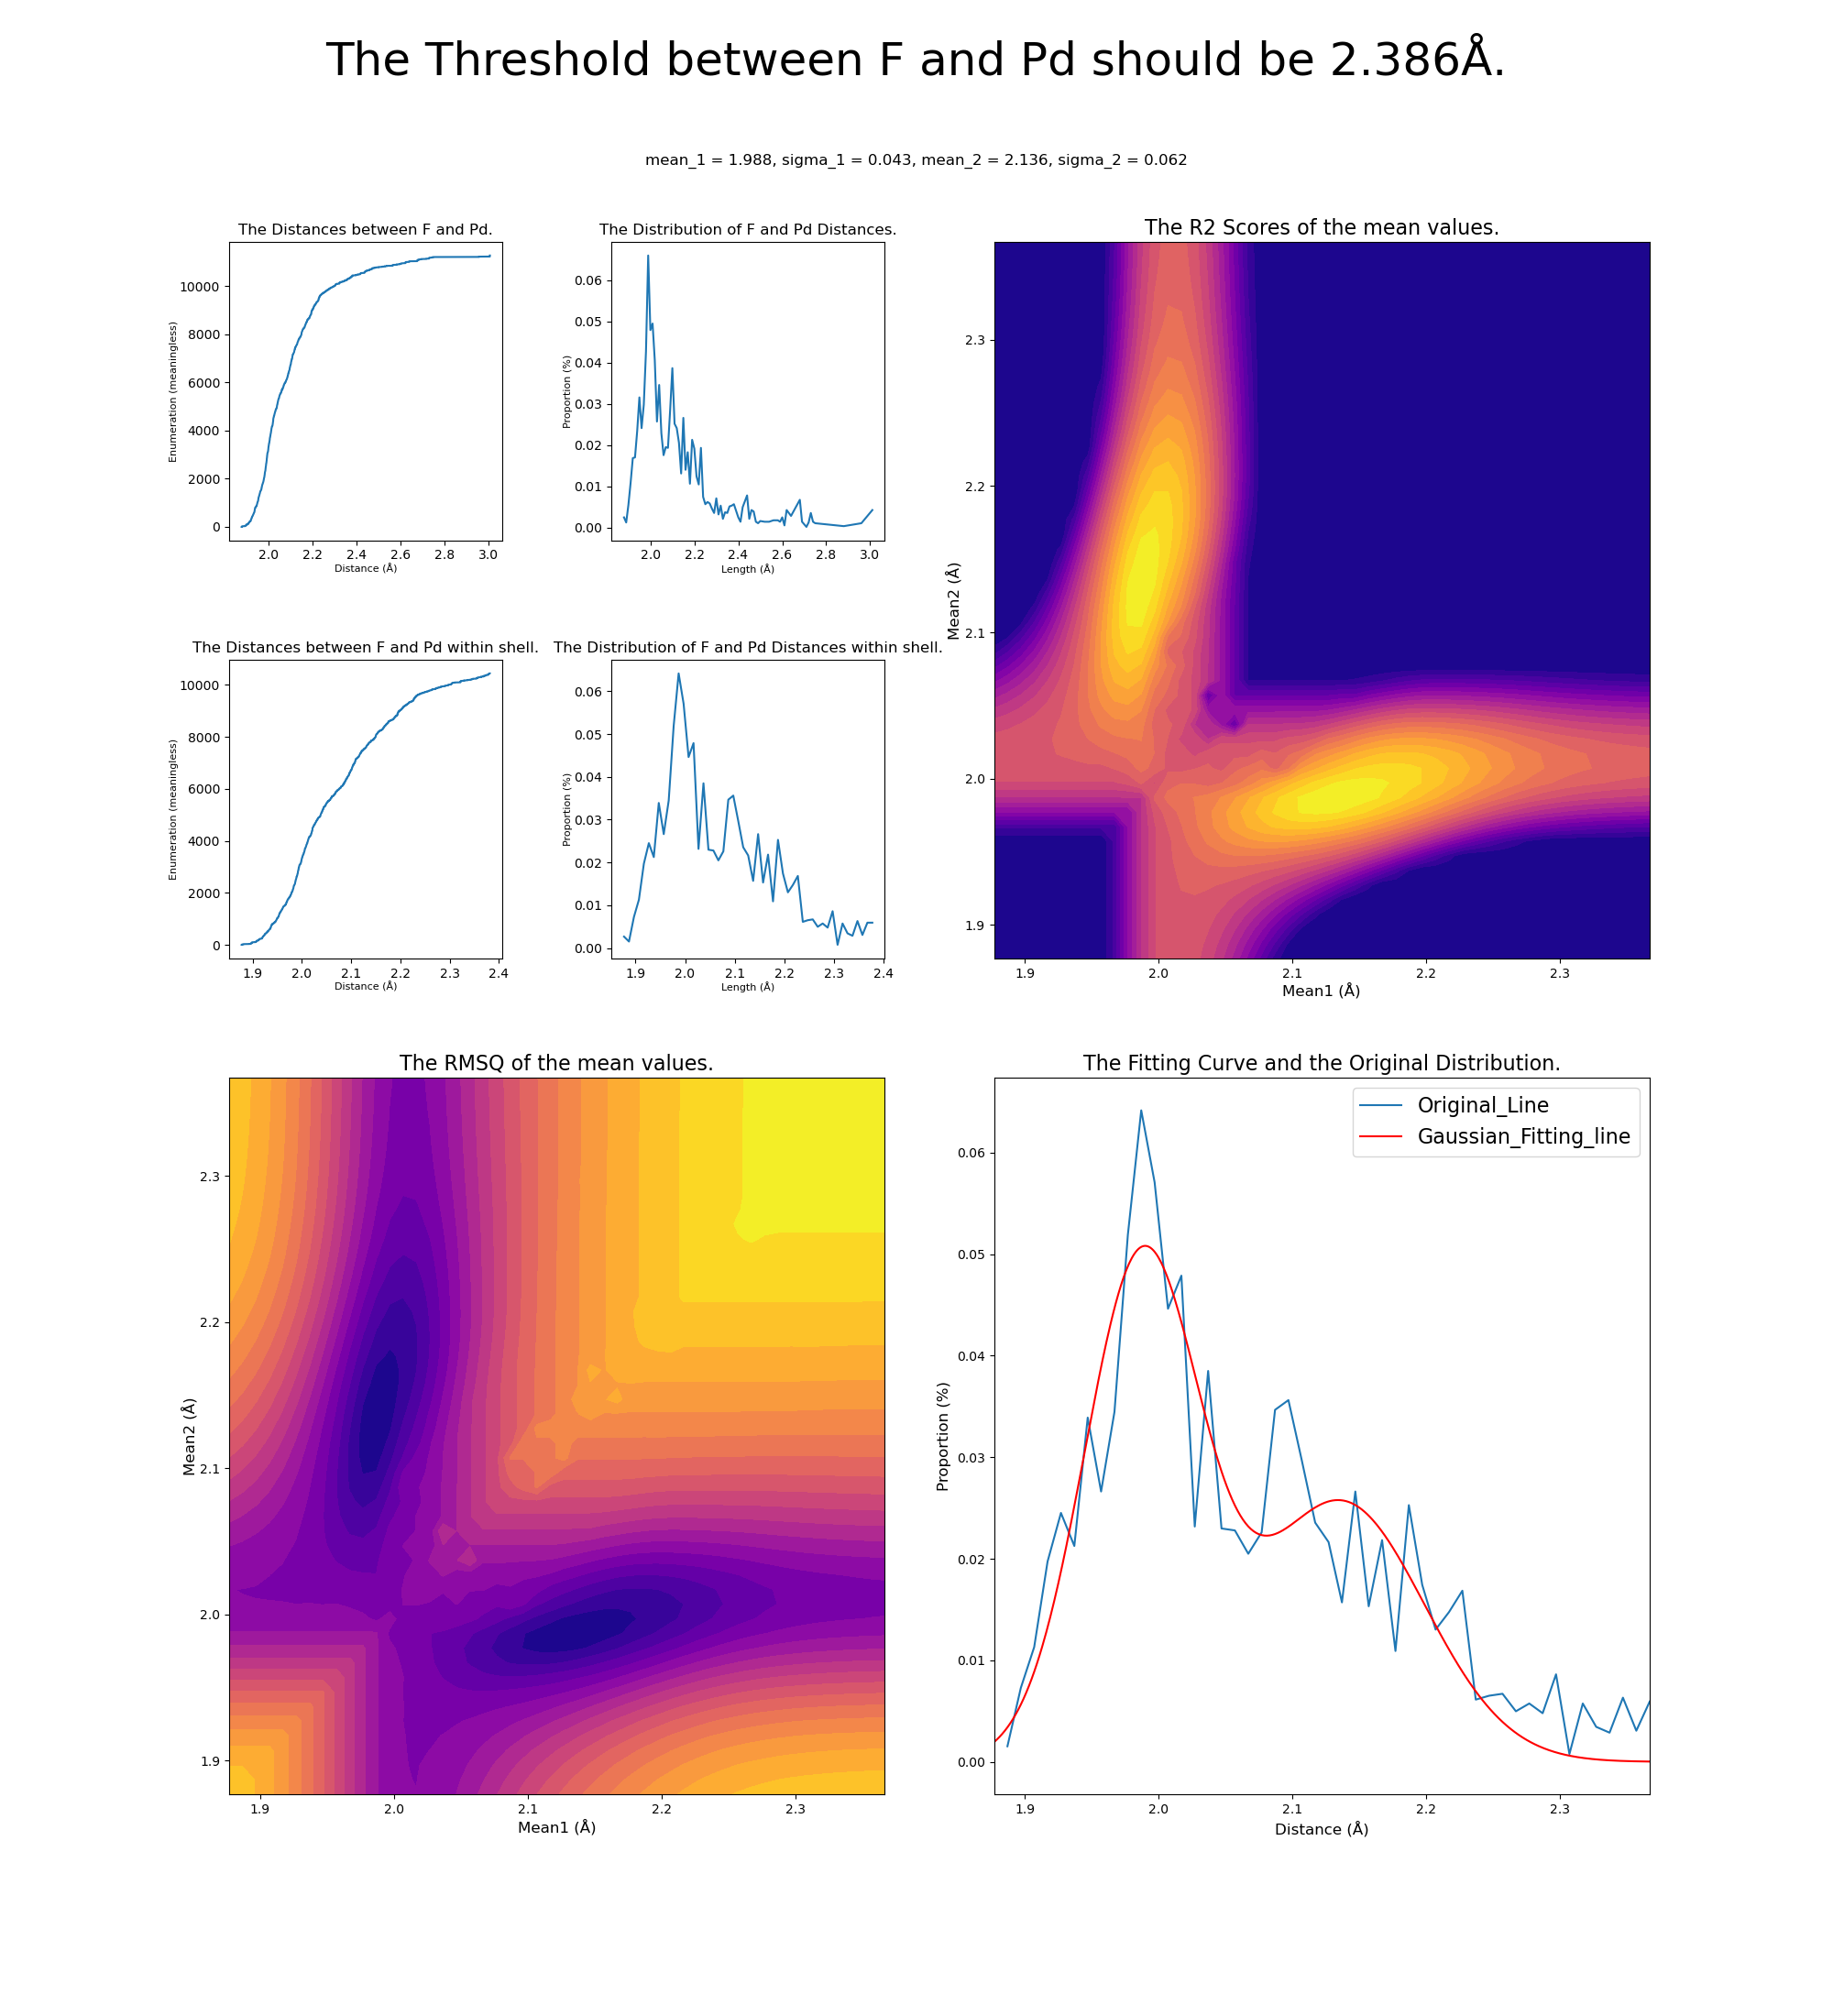 The Threshold between F and Pd should be 2.386Å.
mean_1 = 1.988, sigma_1 = 0.043, mean_2 = 2.136, sigma_2 = 0.062
The Distances between F and Pd.
Enumeration (meaningless)
10000
8000
6000
4000
2000
0
2.0 2.2 2.4 2.6 2.8 3.0
Distance (Å)
The Distribution of F and Pd Distances.
Proportion (%)
0.06
0.05
0.04
0.03
0.02
0.01
0.00
2.0 2.2 2.4 2.6 2.8 3.0
Length (Å)
The R2 Scores of the mean values.
Mean2 (Å)
2.3
2.2
2.1
2.0
1.9
1.9 2.0 2.1 2.2 2.3
Mean1 (Å)
The Distances between F and Pd within shell.
Enumeration (meaningless)
10000
8000
6000
4000
2000
0
1.9 2.0 2.1 2.2 2.3 2.4
Distance (Å)
The Distribution of F and Pd Distances within shell.
Proportion (%)
0.06
0.05
0.04
0.03
0.02
0.01
0.00
1.9 2.0 2.1 2.2 2.3 2.4
Length (Å)
The RMSQ of the mean values.
Mean2 (Å)
2.3
2.2
2.1
2.0
1.9
1.9 2.0 2.1 2.2 2.3
Mean1 (Å)
The Fitting Curve and the Original Distribution.
Original_Line
Gaussian_Fitting_line
Proportion (%)
0.06
0.05
0.04
0.03
0.02
0.01
0.00
1.9 2.0 2.1 2.2 2.3
Distance (Å)